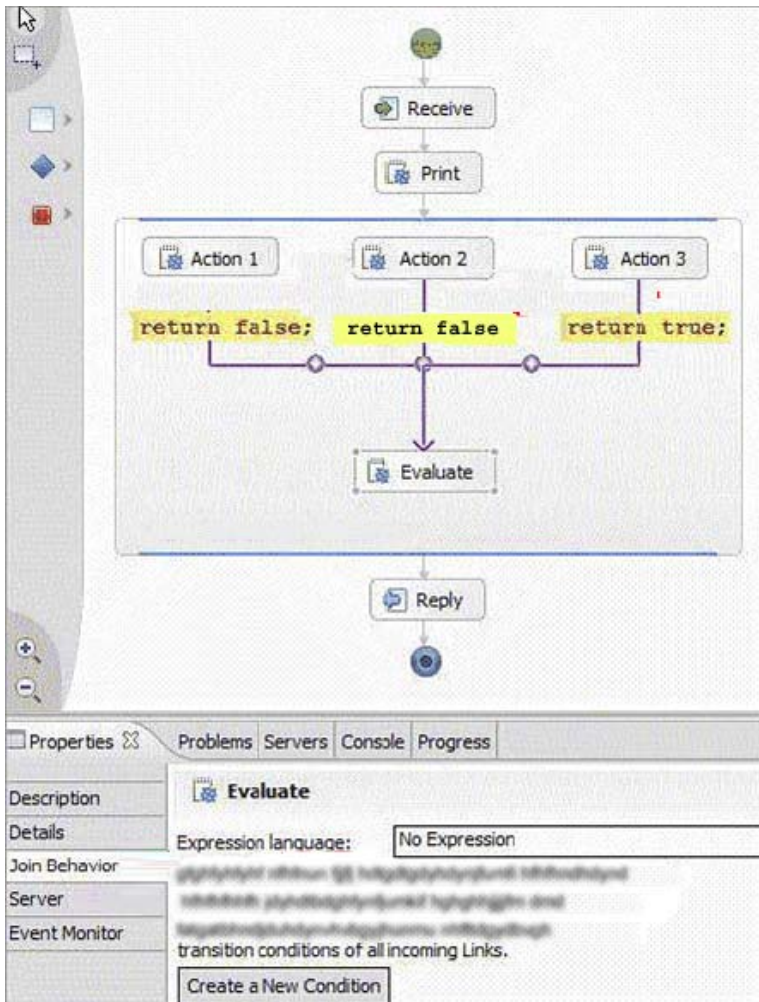 Receive
Print
Action 1
Action 2
Action 3
return false;
return false
return true;
Evaluate
Reply
Properties
Problems
Servers
Console
Progress
Description
Details
Join Behavior
Server
Event Monitor
Evaluate
Expression language:
No Expression
transition conditions of all incoming Links.
Create a New Condition